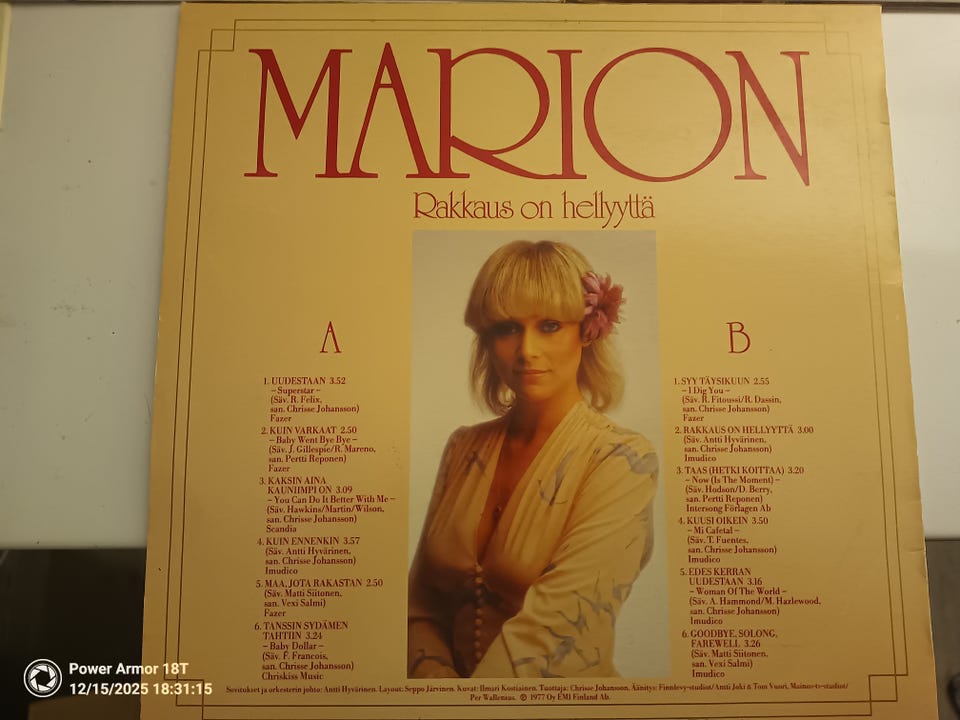 MARION
Rakkaus on hellyyttä
A
1. UUDESTAAN 3.52
– Superstar –
(Säv. R. Felix,
san. Chrisse Johansson)
Fazer
2. KUIN VARKAAT 2.50
– Baby Went Bye Bye –
(Säv. J. Gillespie/R. Mareno,
san. Pertti Reponen)
Fazer
3. KAKSIN AINA
KAUNIIMPI ON 3.09
– You Can Do It Better With Me –
(Säv. Hawkins/Martin/Wilson,
san. Chrisse Johansson)
Scandia
4. KUIN ENNENKIN 3.57
(Säv. Antti Hyvärinen,
san. Chrisse Johansson)
Imudico
5. MAA, JOTA RAKASTAN 2.50
(Säv. Matti Siitonen,
san. Vexi Salmi)
Fazer
6. TANSSIN SYDÄMEN
TAHTIIN 3.24
– Baby Dollar –
(Säv. F. Francois,
san. Chrisse Johansson)
Chriskiss Music
B
1. SYY TÄYSIKUUN 2.55
– I Dig You –
(Säv. R. Fitoussi/R. Dassin,
san. Chrisse Johansson)
Fazer
2. RAKKAUS ON HELLYYTTÄ 3.00
(Säv. Antti Hyvärinen,
san. Chrisse Johansson)
Imudico
3. TAAS (HETKI KOITTAA) 3.20
– Now (Is The Moment) –
(Säv. Hodson/D. Berry,
san. Pertti Reponen)
Intersong Förlagen Ab
4. KUUSI OIKEIN 3.50
– Mi Cafetal –
(Säv. T. Fuentes,
san. Chrisse Johansson)
Imudico
5. EDES KERRAN
UUDESTAAN 3.16
– Woman Of The World –
(Säv. A. Hammond/M. Hazlewood,
san. Chrisse Johansson)
Imudico
6. GOODBYE, SOLONG,
FAREWELL 3.26
(Säv. Matti Siitonen,
san. Vexi Salmi)
Imudico
Sovitukset ja orkesterin johto: Antti Hyvärinen. Layout: Seppo Järvinen. Kuvat: Ilmari Kostiainen. Tuottaja: Chrisse Johansson. Äänitys: Finnlevy-studiot/Antti Joki & Tom Vuori, Mainos-tv-studiot/
Per Wallenius. ℗ 1977 Oy EMI Finland Ab.
Power Armor 18T
12/15/2025 18:31:15